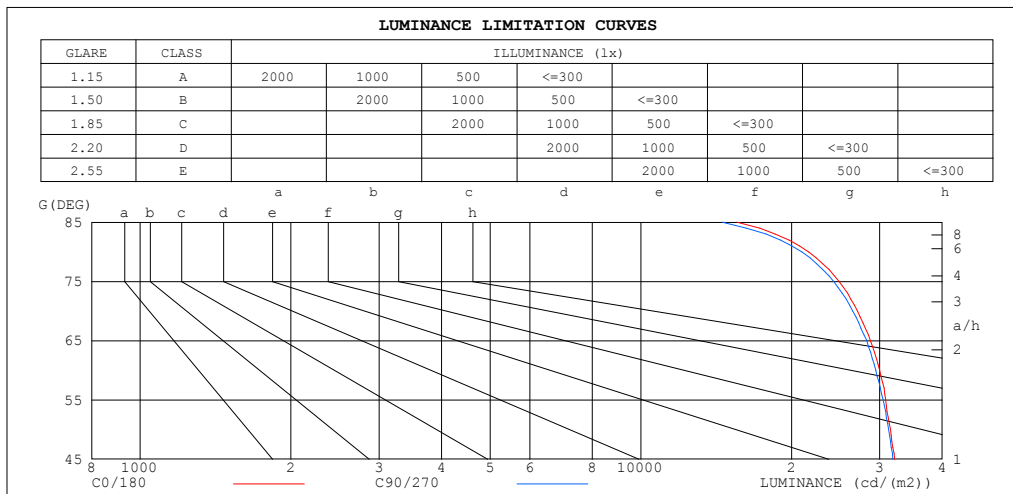 LUMINANCE LIMITATION CURVES
GLARE CLASS ILLUMINANCE (lx)
1.15 A 2000 1000 500 <=300
1.50 B 2000 1000 500 <=300
1.85 C 2000 1000 500 <=300
2.20 D 2000 1000 500 <=300
2.55 E 2000 1000 500 <=300
a b c d e f g h
G(DEG)
a b c d e f g h
85
8
6
75 4
3
a/h
65
2
55
45 1
8 1000 2 3 4 5 6 8 10000 2 3 4
C0/180 C90/270 LUMINANCE (cd/(m2))